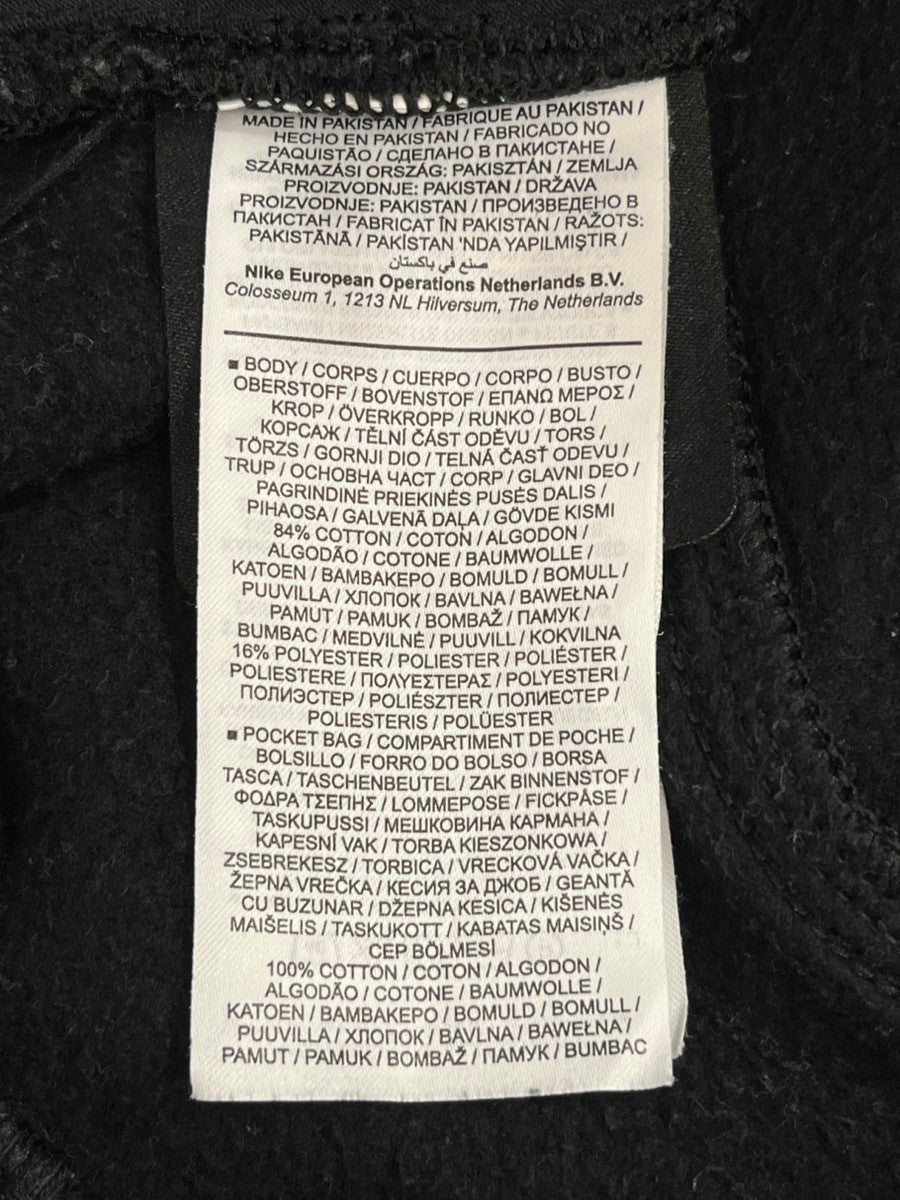 MADE IN PAKISTAN / FABRIQUE AU PAKISTAN /
HECHO EN PAKISTAN / FABRICADO NO
PAQUISTÃO / СДЕЛАНО В ПАКИСТАНЕ /
SZÁRMAZÁSI ORSZÁG: PAKISZTÁN / ZEMLJA
PROIZVODNJE: PAKISTAN / DRŽAVA
PROIZVODNJE: PAKISTAN / ПРОИЗВЕДЕНО В
ПАКИСТАН / FABRICAT ÎN PAKISTAN / RAŽOTS:
PAKISTĀNĀ / PAKİSTAN 'NDA YAPILMIŞTIR /
صنع في باكستان
Nike European Operations Netherlands B.V.
Colosseum 1, 1213 NL Hilversum, The Netherlands
■ BODY / CORPS / CUERPO / CORPO / BUSTO /
OBERSTOFF / BOVENSTOF / ΕΠΑΝΩ ΜΕΡΟΣ /
KROP / ÖVERKROPP / RUNKO / BOL /
КОРСАЖ / TĚLNÍ ČÁST ODĚVU / TORS /
TÖRZS / GORNJI DIO / TELNÁ ČASŤ ODEVU /
TRUP / ОСНОВНА ЧАСТ / CORP / GLAVNI DEO /
PAGRINDINĖ PRIEKINĖS PUSĖS DALIS /
PIHAOSA / GALVENĀ DAĻA / GÖVDE KISMI
84% COTTON / COTON / ALGODON /
ALGODÃO / COTONE / BAUMWOLLE /
KATOEN / ΒΑΜΒΑΚΕΡΟ / BOMULD / BOMULL /
PUUVILLA / ХЛОПОК / BAVLNA / BAWEŁNA /
PAMUT / PAMUK / BOMBAŽ / ПАМУК /
BUMBAC / MEDVILNĖ / PUUVILL / KOKVILNA
16% POLYESTER / POLIESTER / POLIÉSTER /
POLIESTERE / ΠΟΛΥΕΣΤΕΡΑΣ / POLYESTERI /
ПОЛИЭСТЕР / POLIÉSZTER / ПОЛИЕСТЕР /
POLIESTERIS / POLÜESTER
■ POCKET BAG / COMPARTIMENT DE POCHE /
BOLSILLO / FORRO DO BOLSO / BORSA
TASCA / TASCHENBEUTEL / ZAK BINNENSTOF /
ΦΟΔΡΑ ΤΣΕΠΗΣ / LOMMEPOSE / FICKPÅSE /
TASKUPUSSI / МЕШКОВИНА КАРМАНА /
KAPESNÍ VAK / TORBA KIESZONKOWA /
ZSEBREKESZ / TORBICA / VRECKOVÁ VAČKA /
ŽEPNA VREČKA / КЕСИЯ ЗА ДЖОБ / GEANTĂ
CU BUZUNAR / DŽEPNA KESICA / KIŠENĖS
MAIŠELIS / TASKUKOTT / KABATAS MAISIŅŠ /
CEP BÖLMESİ
100% COTTON / COTON / ALGODON /
ALGODÃO / COTONE / BAUMWOLLE /
KATOEN / ΒΑΜΒΑΚΕΡΟ / BOMULD / BOMULL /
PUUVILLA / ХЛОПОК / BAVLNA / BAWEŁNA /
PAMUT / PAMUK / BOMBAŽ / ПАМУК / BUMBAC